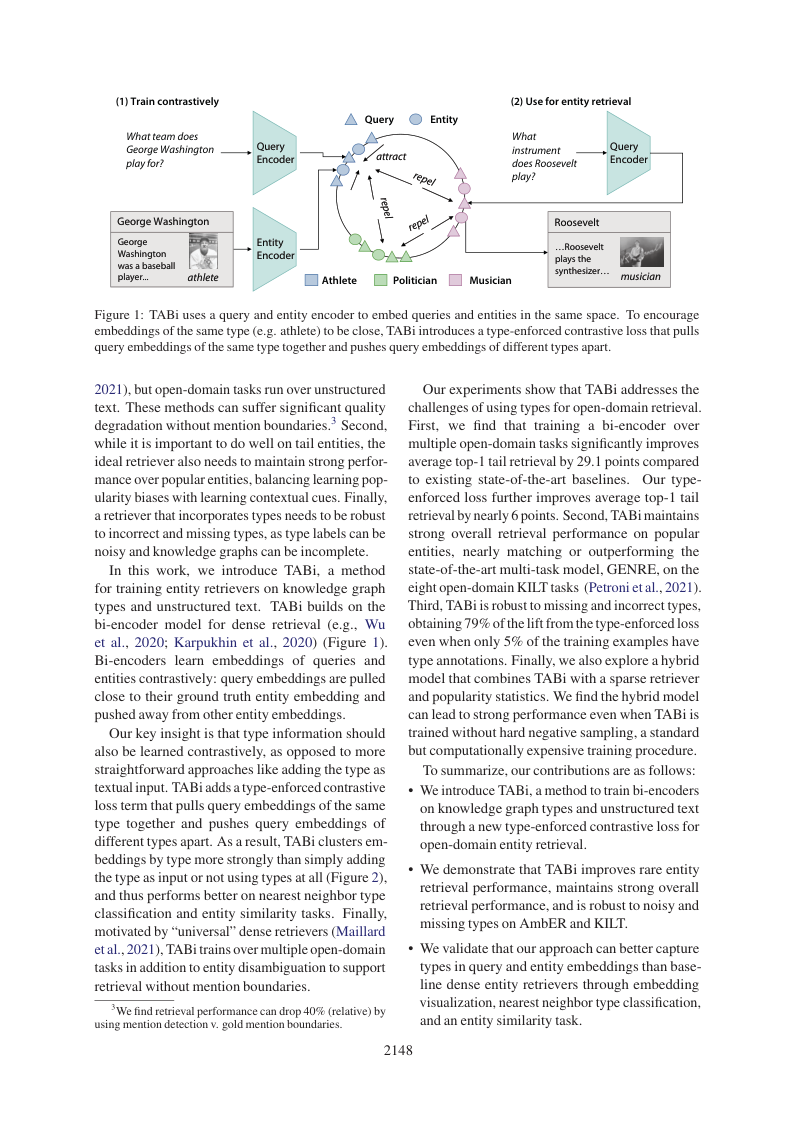 (1) Train contrastively
(2) Use for entity retrieval
Query
Entity
What team does
George Washington
play for?
Query
Encoder
What
instrument
does Roosevelt
play?
Query
Encoder
attract
repel
repel
repel
George Washington
George
Washington
was a baseball
player...
athlete
Entity
Encoder
Roosevelt
…Roosevelt
plays the
synthesizer…
musician
Athlete
Politician
Musician
Figure 1: TABi uses a query and entity encoder to embed queries and entities in the same space. To encourage
embeddings of the same type (e.g. athlete) to be close, TABi introduces a type-enforced contrastive loss that pulls
query embeddings of the same type together and pushes query embeddings of different types apart.
2021), but open-domain tasks run over unstructured
text. These methods can suffer significant quality
degradation without mention boundaries.3 Second,
while it is important to do well on tail entities, the
ideal retriever also needs to maintain strong perfor-
mance over popular entities, balancing learning pop-
ularity biases with learning contextual cues. Finally,
a retriever that incorporates types needs to be robust
to incorrect and missing types, as type labels can be
noisy and knowledge graphs can be incomplete.
In this work, we introduce TABi, a method
for training entity retrievers on knowledge graph
types and unstructured text. TABi builds on the
bi-encoder model for dense retrieval (e.g., Wu
et al., 2020; Karpukhin et al., 2020) (Figure 1).
Bi-encoders learn embeddings of queries and
entities contrastively: query embeddings are pulled
close to their ground truth entity embedding and
pushed away from other entity embeddings.
Our key insight is that type information should
also be learned contrastively, as opposed to more
straightforward approaches like adding the type as
textual input. TABi adds a type-enforced contrastive
loss term that pulls query embeddings of the same
type together and pushes query embeddings of
different types apart. As a result, TABi clusters em-
beddings by type more strongly than simply adding
the type as input or not using types at all (Figure 2),
and thus performs better on nearest neighbor type
classification and entity similarity tasks. Finally,
motivated by “universal” dense retrievers (Maillard
et al., 2021), TABi trains over multiple open-domain
tasks in addition to entity disambiguation to support
retrieval without mention boundaries.
3We find retrieval performance can drop 40% (relative) by
using mention detection v. gold mention boundaries.
Our experiments show that TABi addresses the
challenges of using types for open-domain retrieval.
First, we find that training a bi-encoder over
multiple open-domain tasks significantly improves
average top-1 tail retrieval by 29.1 points compared
to existing state-of-the-art baselines. Our type-
enforced loss further improves average top-1 tail
retrieval by nearly 6 points. Second, TABi maintains
strong overall retrieval performance on popular
entities, nearly matching or outperforming the
state-of-the-art multi-task model, GENRE, on the
eight open-domain KILT tasks (Petroni et al., 2021).
Third, TABi is robust to missing and incorrect types,
obtaining 79% of the lift from the type-enforced loss
even when only 5% of the training examples have
type annotations. Finally, we also explore a hybrid
model that combines TABi with a sparse retriever
and popularity statistics. We find the hybrid model
can lead to strong performance even when TABi is
trained without hard negative sampling, a standard
but computationally expensive training procedure.
To summarize, our contributions are as follows:
• We introduce TABi, a method to train bi-encoders
on knowledge graph types and unstructured text
through a new type-enforced contrastive loss for
open-domain entity retrieval.
• We demonstrate that TABi improves rare entity
retrieval performance, maintains strong overall
retrieval performance, and is robust to noisy and
missing types on AmbER and KILT.
• We validate that our approach can better capture
types in query and entity embeddings than base-
line dense entity retrievers through embedding
visualization, nearest neighbor type classification,
and an entity similarity task.
2148